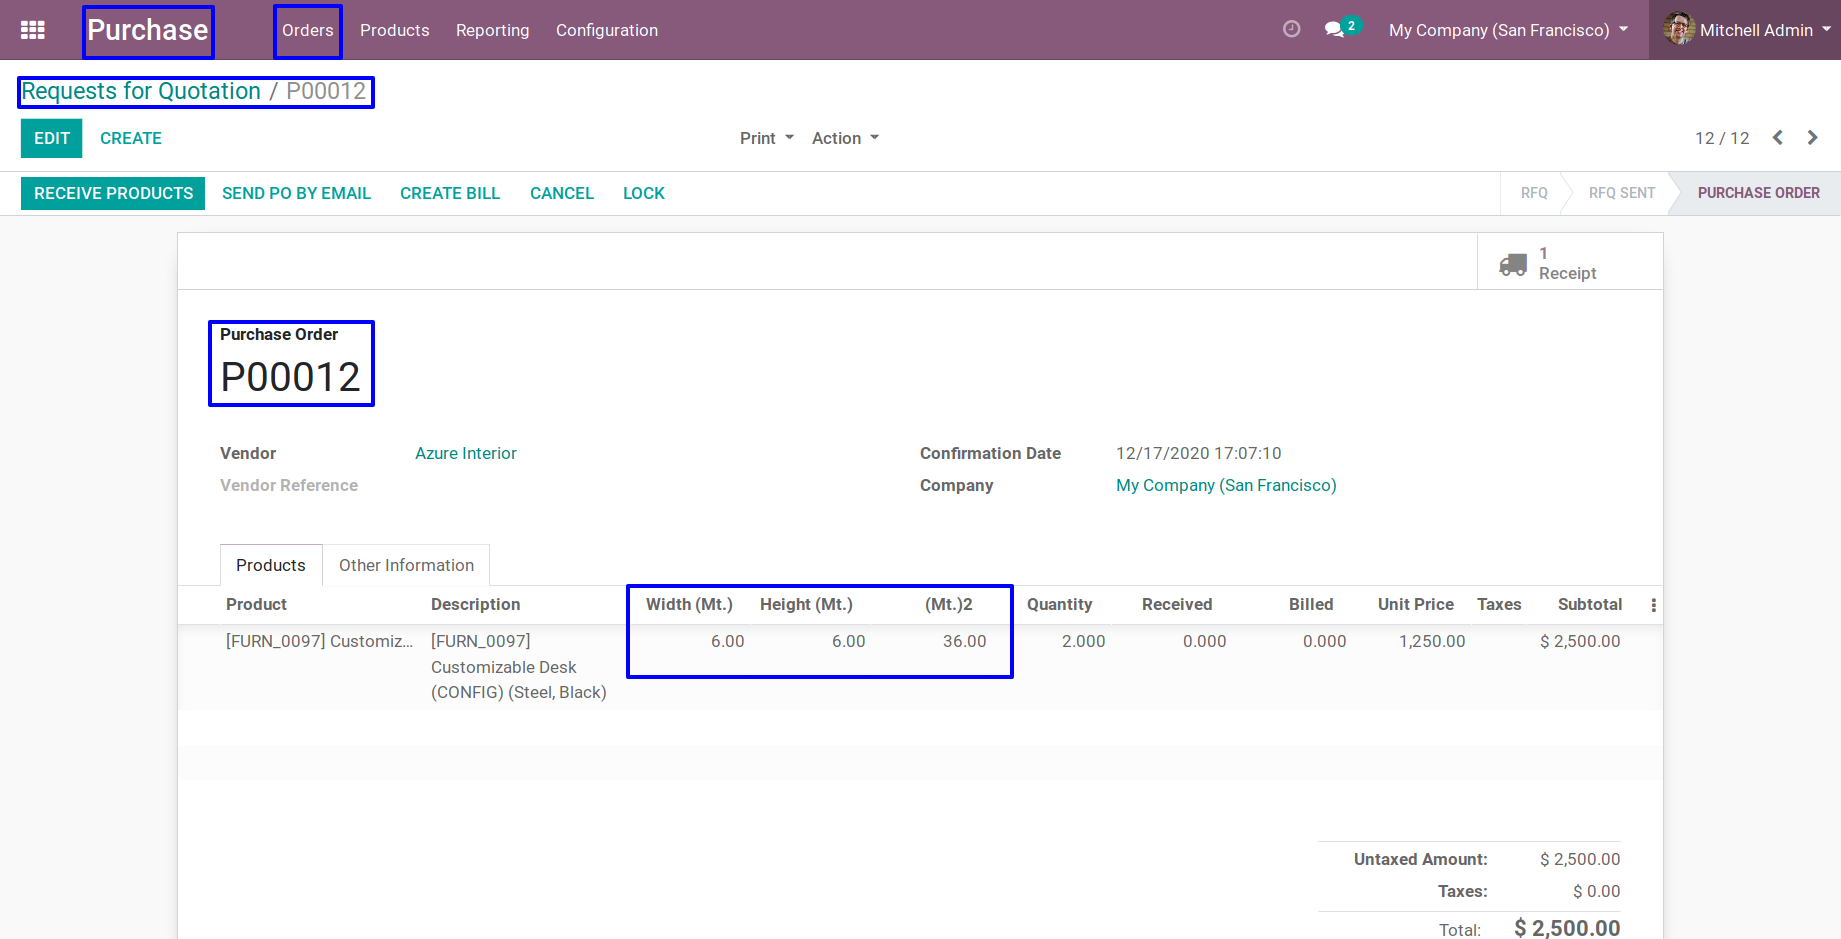 Purchase Orders Products Reporting Configuration 2 My Company (San Francisco) Mitchell Admin
Requests for Quotation / P00012
EDIT CREATE Print Action 12 / 12
RECEIVE PRODUCTS SEND PO BY EMAIL CREATE BILL CANCEL LOCK RFQ RFQ SENT PURCHASE ORDER
1
Receipt
Purchase Order
P00012
Vendor Azure Interior Confirmation Date 12/17/2020 17:07:10
Vendor Reference Company My Company (San Francisco)
Products Other Information
Product Description Width (Mt.) Height (Mt.) (Mt.)2 Quantity Received Billed Unit Price Taxes Subtotal
[FURN_0097] Customiz... [FURN_0097] 6.00 6.00 36.00 2.000 0.000 0.000 1,250.00 $ 2,500.00
Customizable Desk
(CONFIG) (Steel, Black)
Untaxed Amount: $ 2,500.00
Taxes: $ 0.00
Total: $ 2,500.00